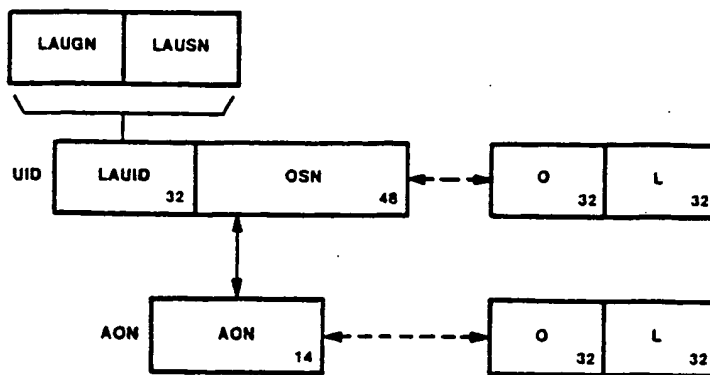 LAUGN LAUSN
UID LAUID 32 OSN 48 O 32 L 32
AON AON 14 O 32 L 32